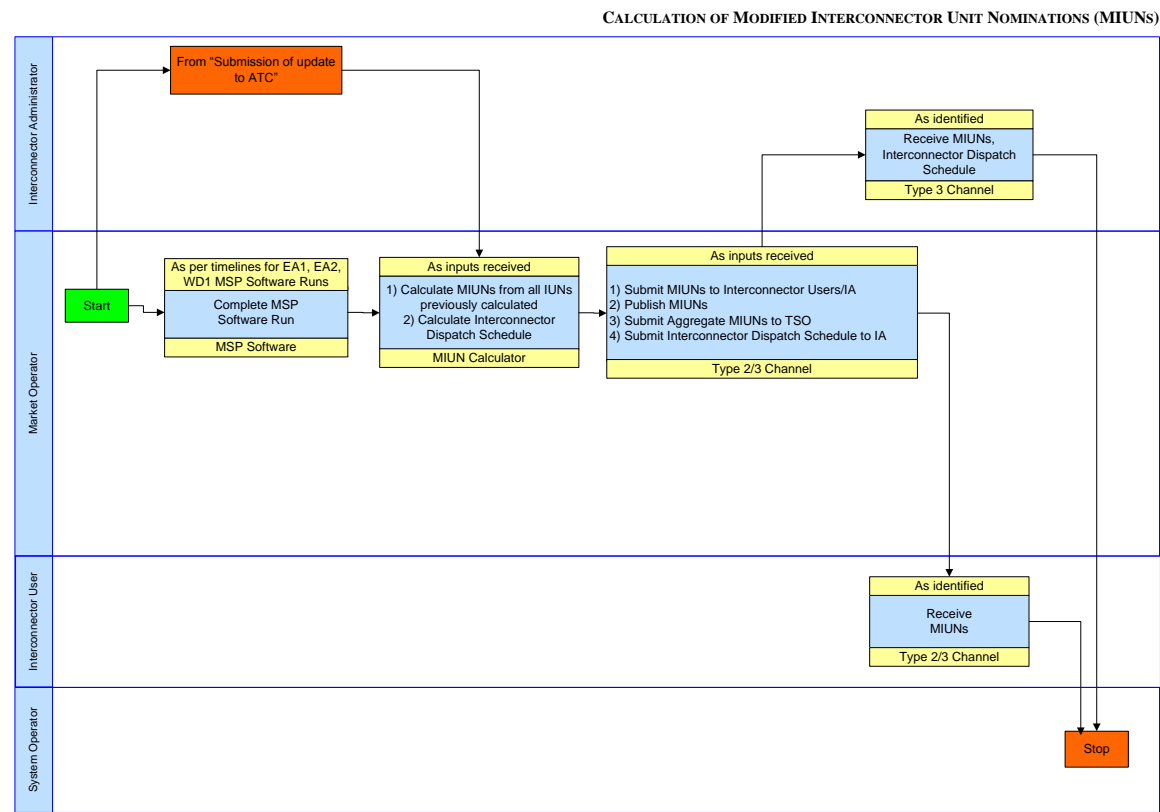 CALCULATION OF MODIFIED INTERCONNECTOR UNIT NOMINATIONS (MIUNS)
Interconnector Administrator
From “Submission of update
to ATC”
As identified
Receive MIUNs,
Interconnector Dispatch
Schedule
Type 3 Channel
Market Operator
Start
As per timelines for EA1, EA2,
WD1 MSP Software Runs
Complete MSP
Software Run
MSP Software
As inputs received
1) Calculate MIUNs from all IUNs
previously calculated
2) Calculate Interconnector
Dispatch Schedule
MIUN Calculator
As inputs received
1) Submit MIUNs to Interconnector Users/IA
2) Publish MIUNs
3) Submit Aggregate MIUNs to TSO
4) Submit Interconnector Dispatch Schedule to IA
Type 2/3 Channel
Interconnector User
As identified
Receive
MIUNs
Type 2/3 Channel
System Operator
Stop